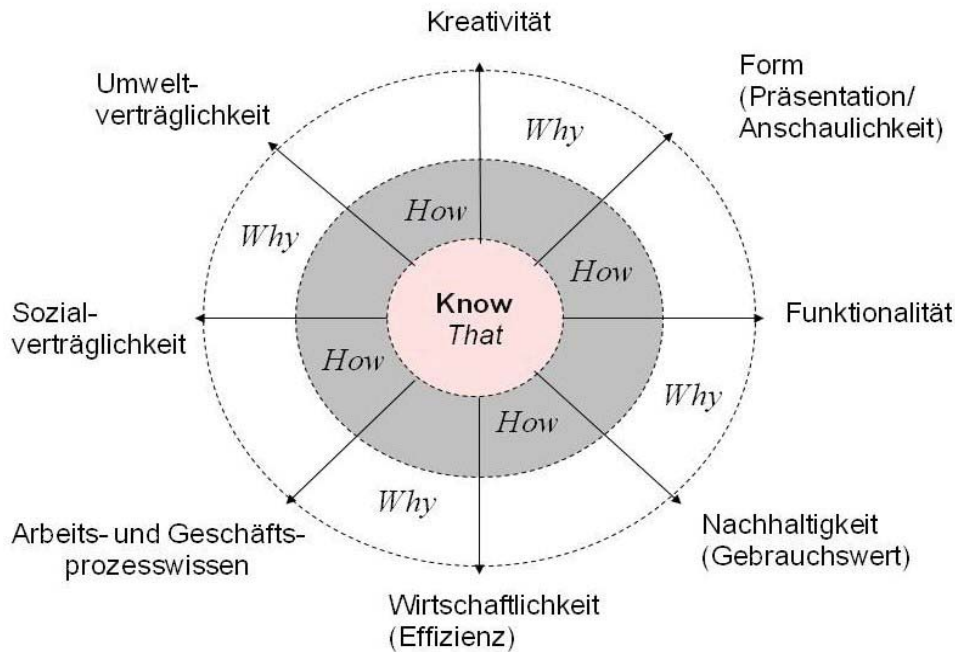 Kreativität
Form
(Präsentation/
Anschaulichkeit)
Umwelt-
verträglichkeit
Why
How
Why
How
Know
That
Sozial-
verträglichkeit
Funktionalität
How
Why
How
Why
Arbeits- und Geschäfts-
prozesswissen
Nachhaltigkeit
(Gebrauchswert)
Wirtschaftlichkeit
(Effizienz)